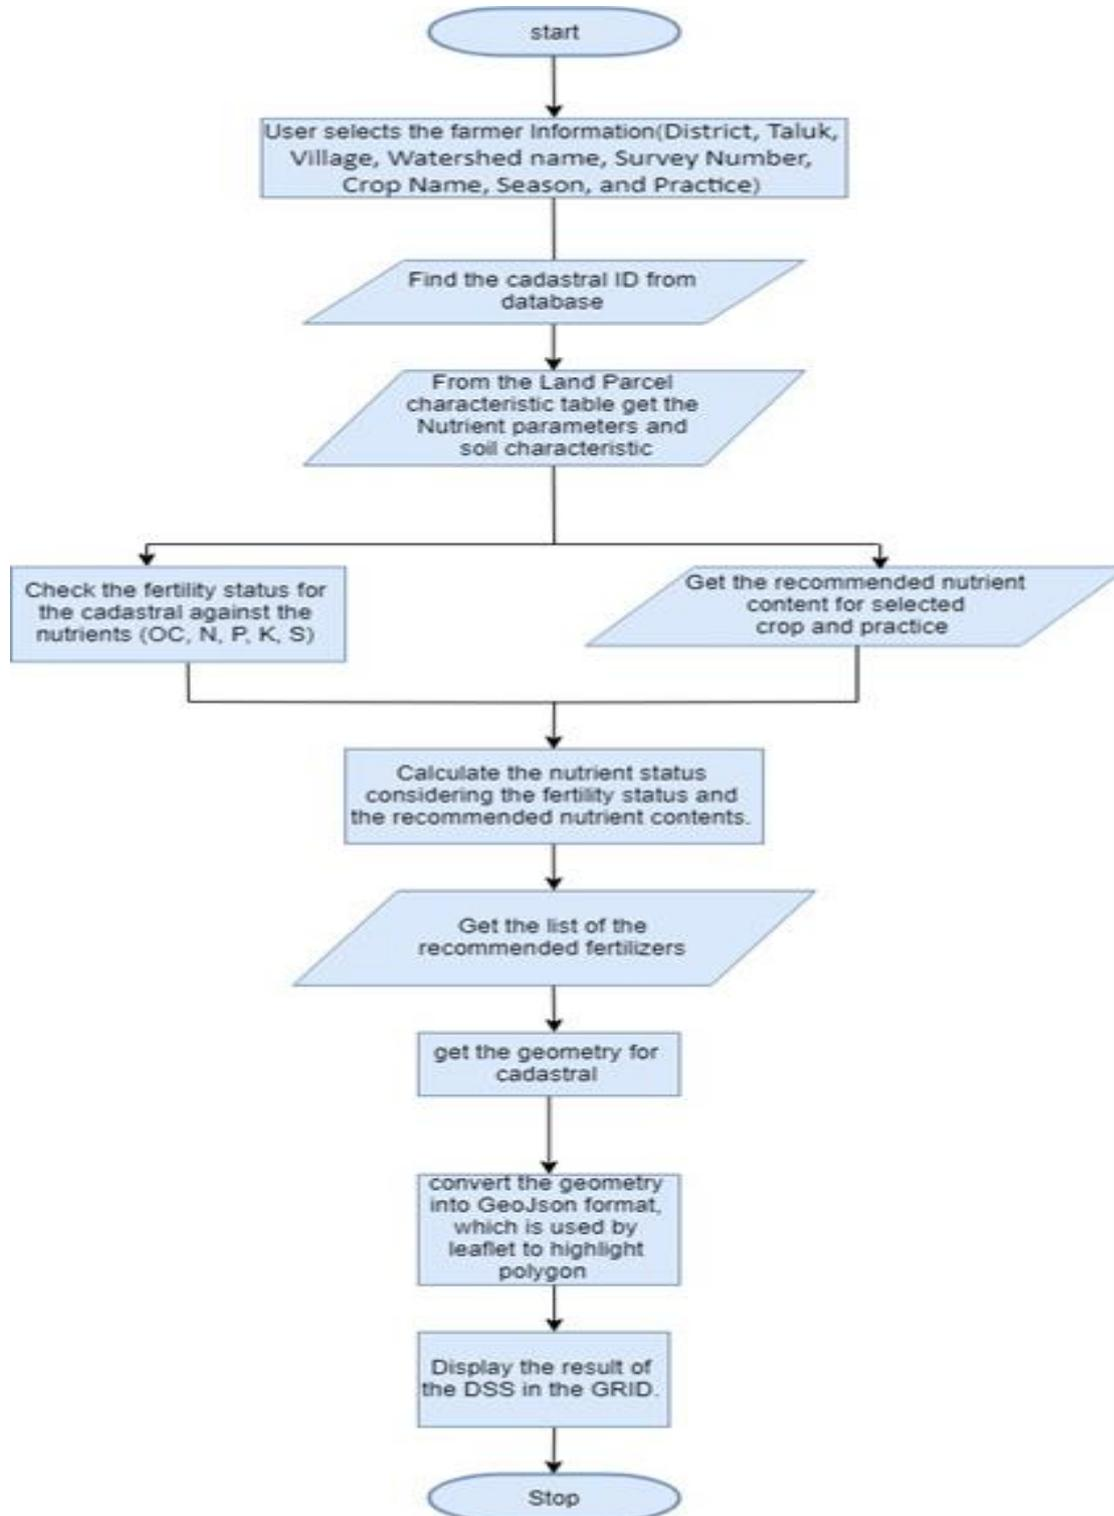 start
User selects the farmer Information(District, Taluk,
Village, Watershed name, Survey Number,
Crop Name, Season, and Practice)
Find the cadastral ID from
database
From the Land Parcel
characteristic table get the
Nutrient parameters and
soil characteristic
Check the fertility status for
the cadastral against the
nutrients (OC, N, P, K, S)
Get the recommended nutrient
content for selected
crop and practice
Calculate the nutrient status
considering the fertility status and
the recommended nutrient contents.
Get the list of the
recommended fertilizers
get the geometry for
cadastral
convert the geometry
into GeoJson format,
which is used by
leaflet to highlight
polygon
Display the result of
the DSS in the GRID.
Stop